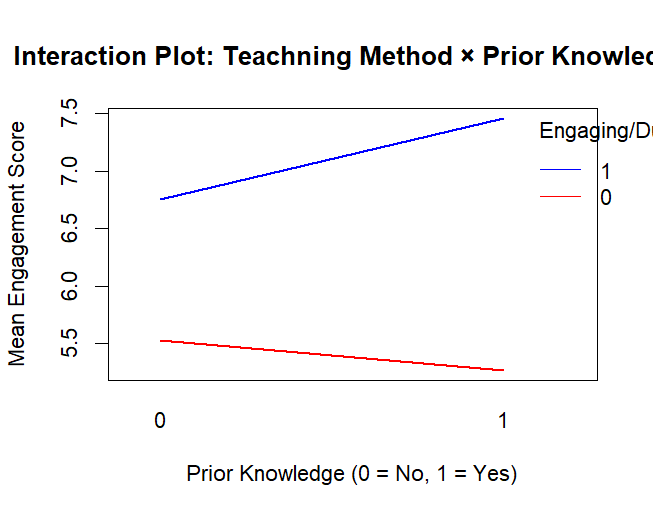 Interaction Plot: Teachning Method × Prior Knowled
Mean Engagement Score
7.5
7.0
6.5
6.0
5.5
Engaging/Du
1
0
0
1
Prior Knowledge (0 = No, 1 = Yes)